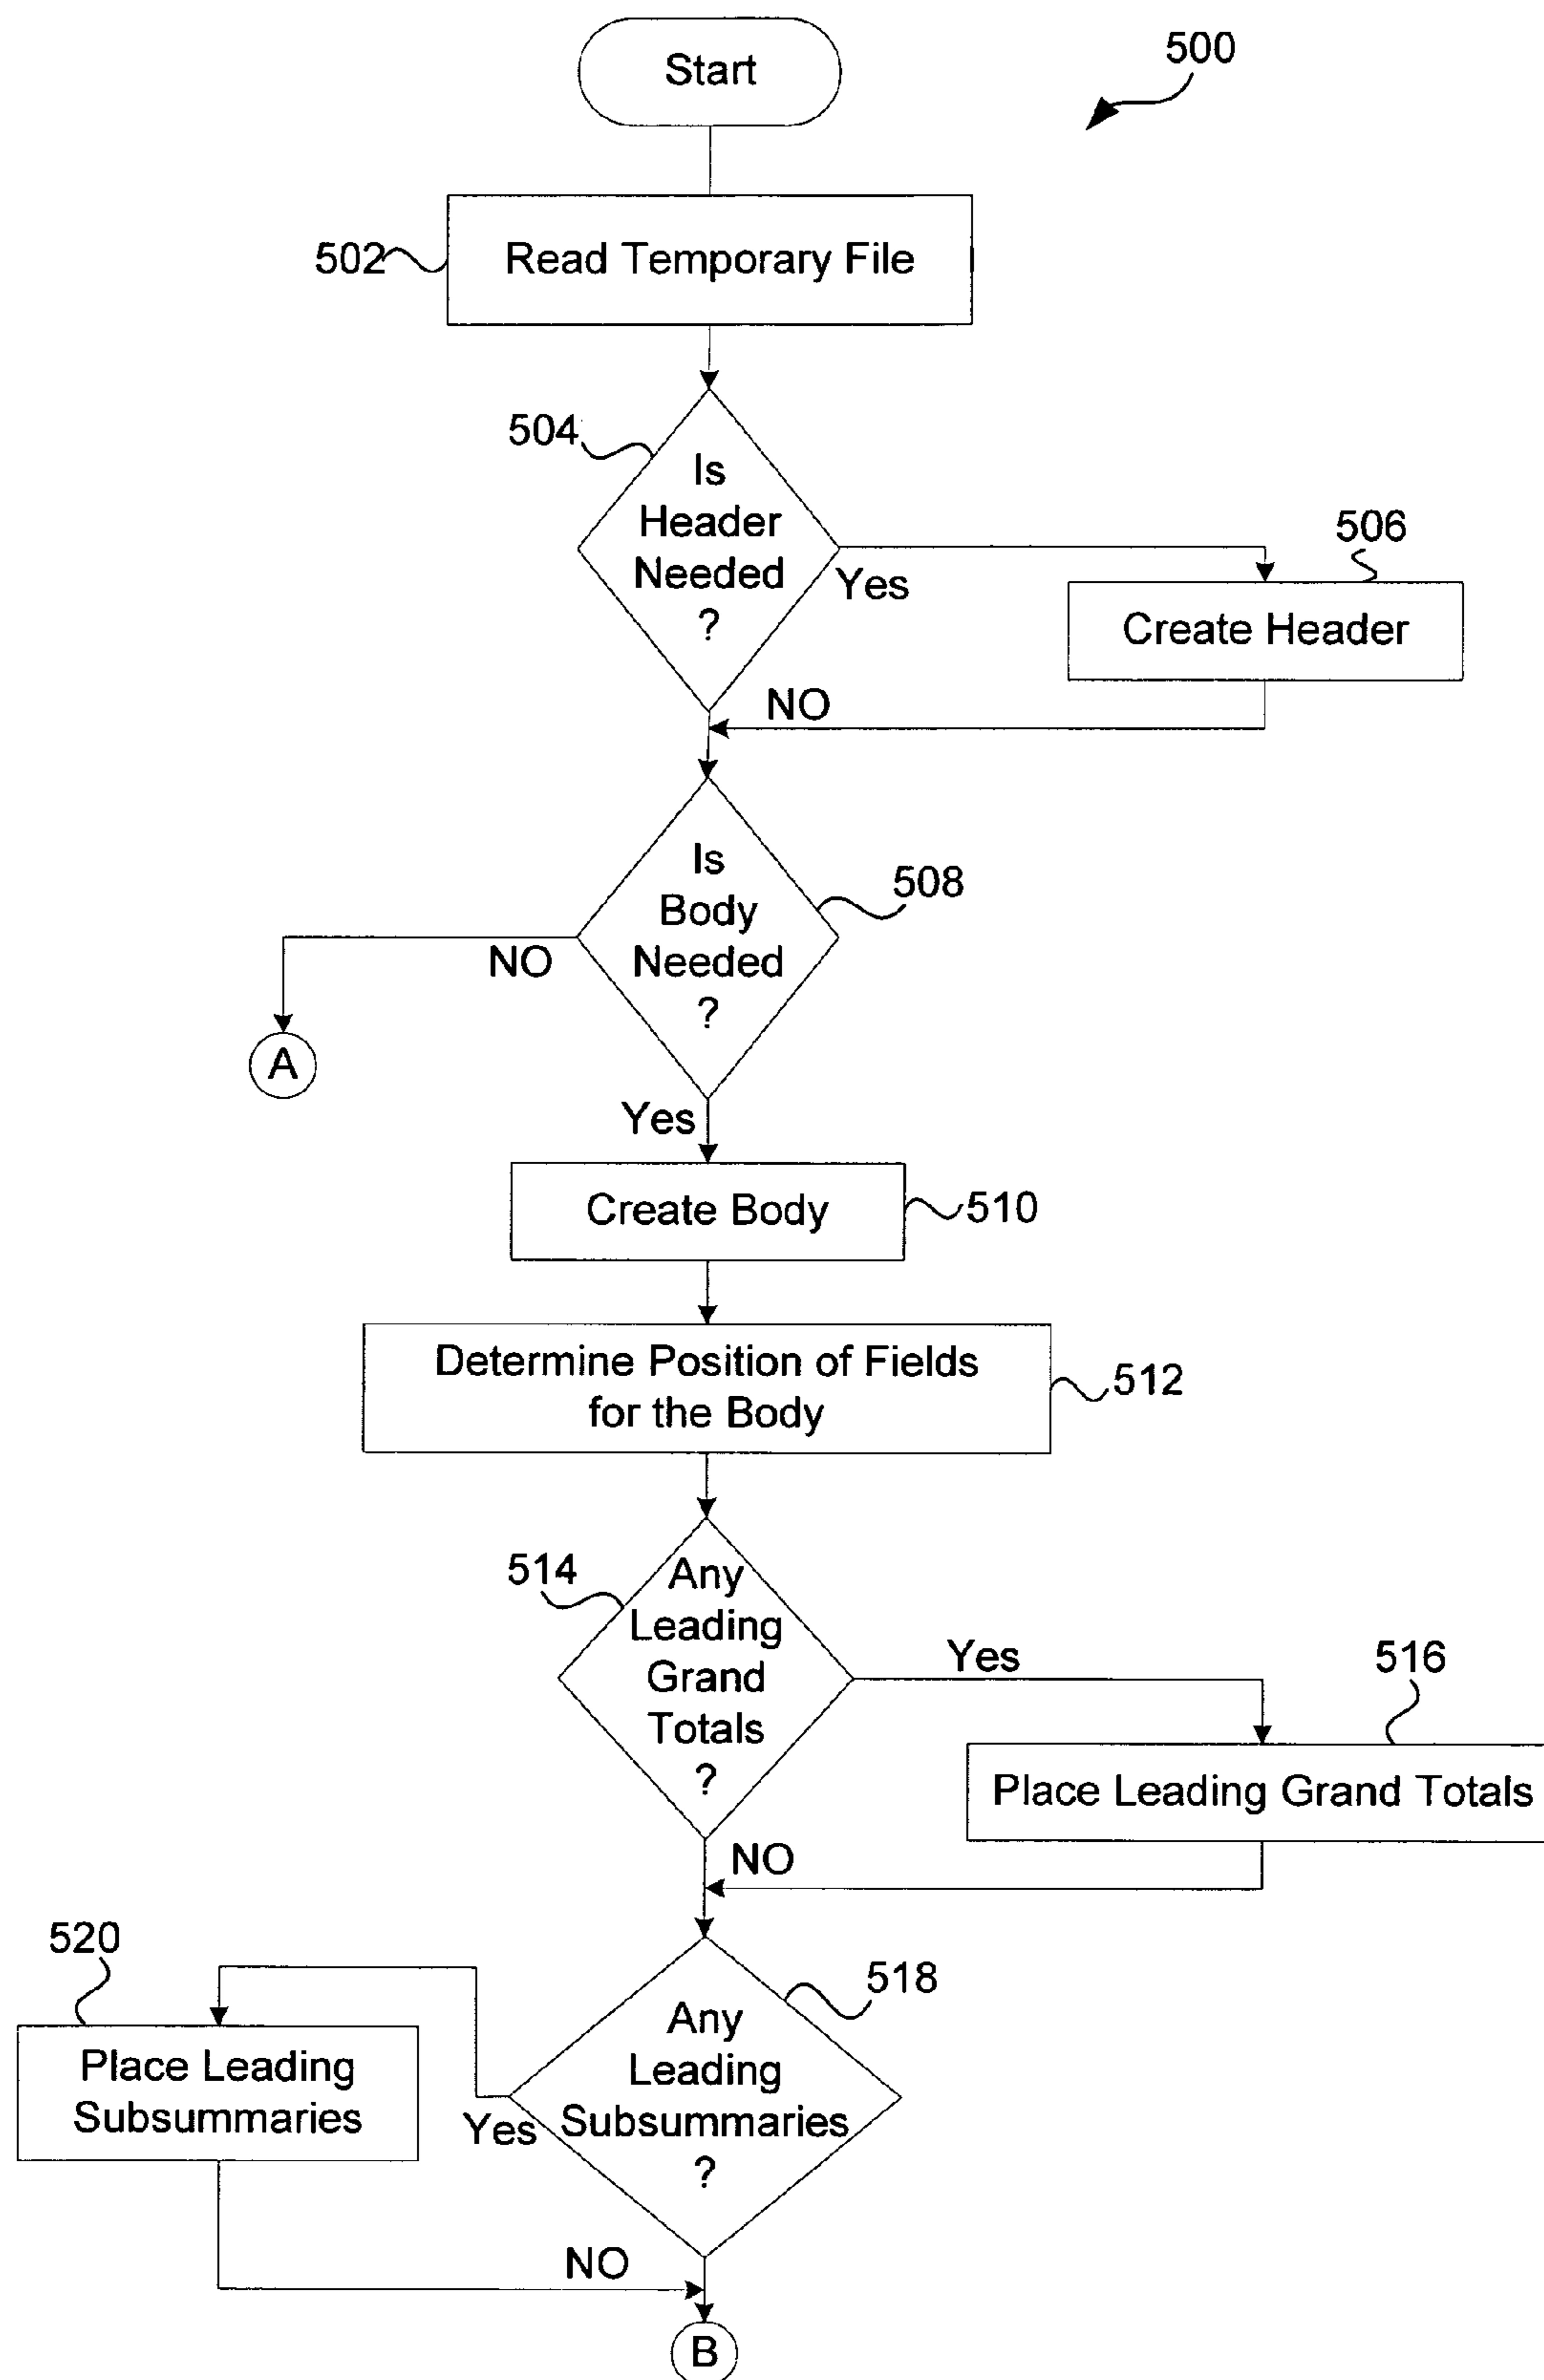 Start
500
502
Read Temporary File
504
Is
Header
Needed
?
Yes
506
Create Header
NO
Is
Body
Needed
?
508
NO
A
Yes
Create Body
510
Determine Position of Fields
for the Body
512
514
Any
Leading
Grand
Totals
?
Yes
516
Place Leading Grand Totals
NO
520
518
Any
Leading
Subsummaries
?
Place Leading
Subsummaries
Yes
NO
B